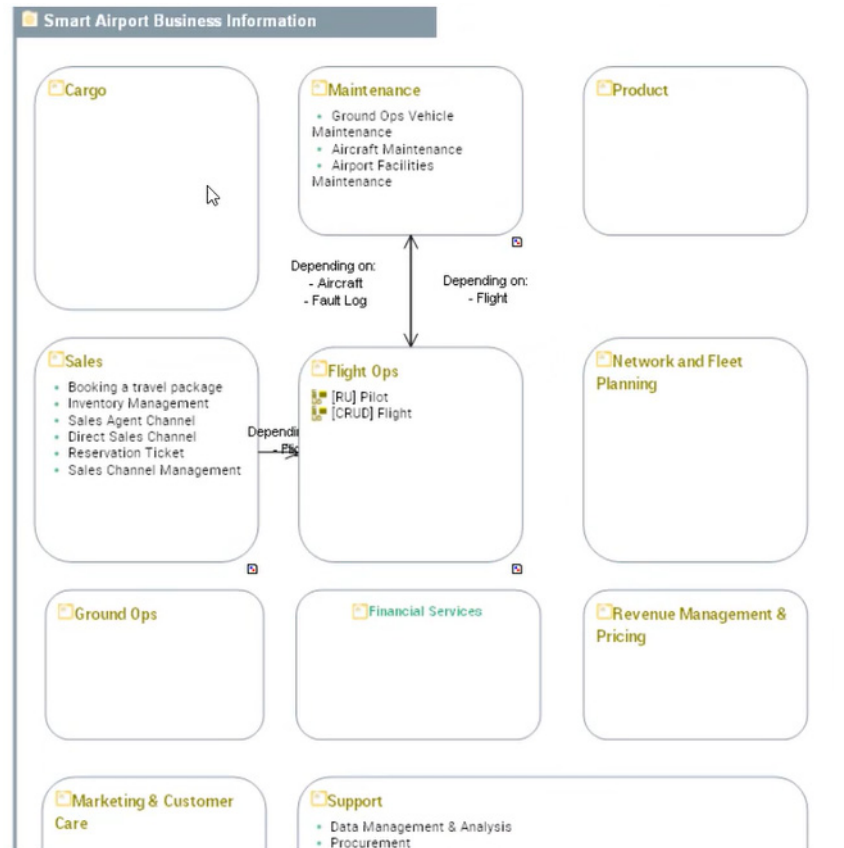 Smart Airport Business Information
Cargo
Maintenance
• Ground Ops Vehicle
Maintenance
• Aircraft Maintenance
• Airport Facilities
Maintenance
Product
Depending on:
- Aircraft
- Fault Log
Depending on:
- Flight
Sales
• Booking a travel package
• Inventory Management
• Sales Agent Channel
• Direct Sales Channel
• Reservation Ticket
• Sales Channel Management
Flight Ops
[RU] Pilot
[CRUD] Flight
Network and Fleet
Planning
Ground Ops
Financial Services
Revenue Management &
Pricing
Marketing & Customer
Care
Support
• Data Management & Analysis
• Procurement